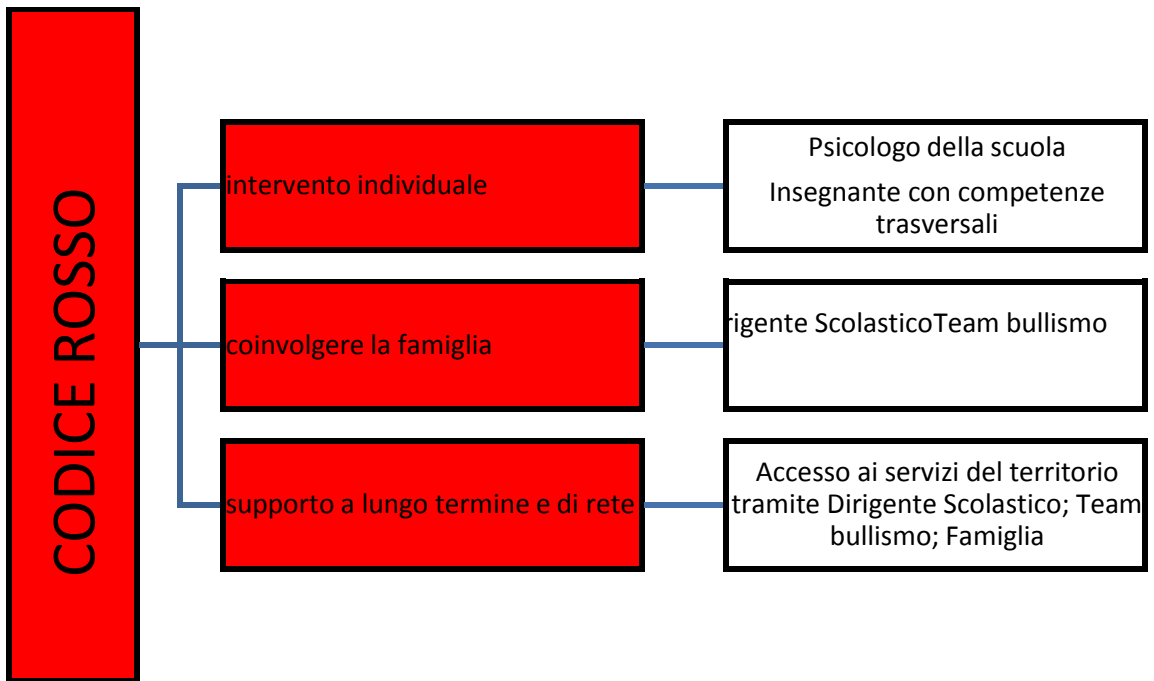 CODICE ROSSO
intervento individuale
Psicologo della scuola
Insegnante con competenze
trasversali
coinvolgere la famiglia
rigente ScolasticoTeam bullismo
supporto a lungo termine e di rete
Accesso ai servizi del territorio
tramite Dirigente Scolastico; Team
bullismo; Famiglia